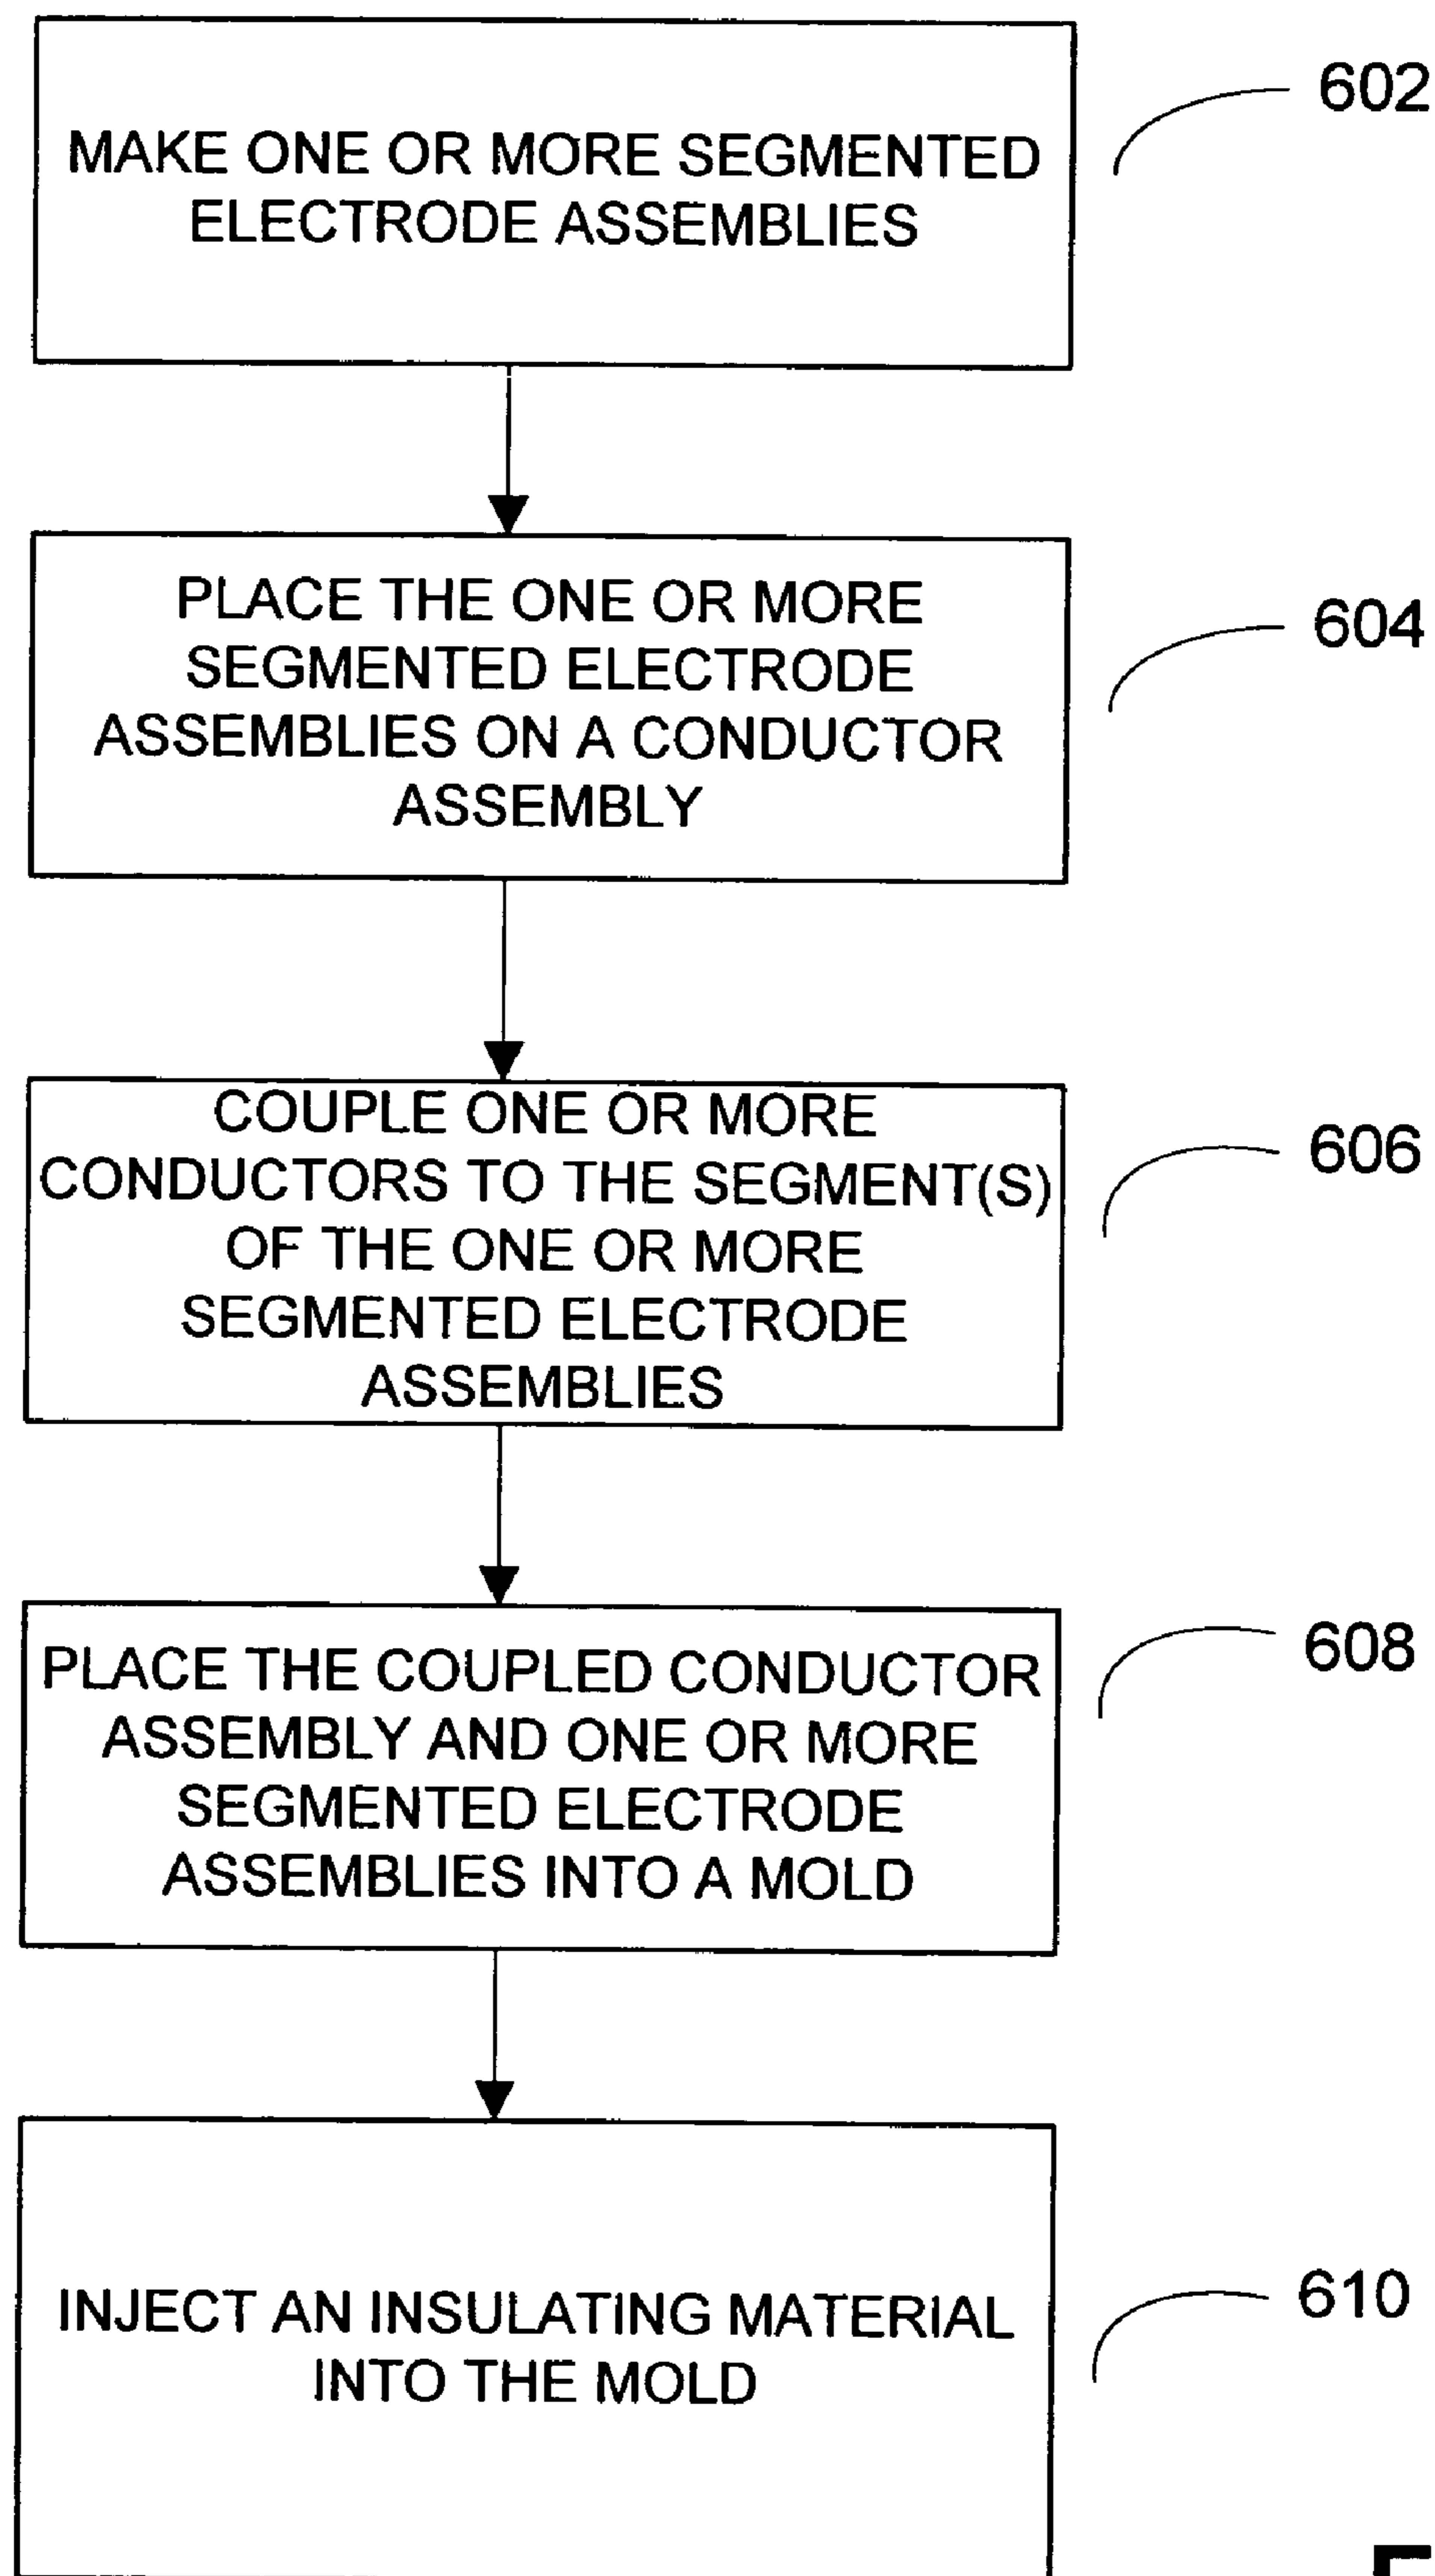 MAKE ONE OR MORE SEGMENTED
ELECTRODE ASSEMBLIES
602
PLACE THE ONE OR MORE
SEGMENTED ELECTRODE
ASSEMBLIES ON A CONDUCTOR
ASSEMBLY
604
COUPLE ONE OR MORE
CONDUCTORS TO THE SEGMENT(S)
OF THE ONE OR MORE
SEGMENTED ELECTRODE
ASSEMBLIES
606
PLACE THE COUPLED CONDUCTOR
ASSEMBLY AND ONE OR MORE
SEGMENTED ELECTRODE
ASSEMBLIES INTO A MOLD
608
INJECT AN INSULATING MATERIAL
INTO THE MOLD
610